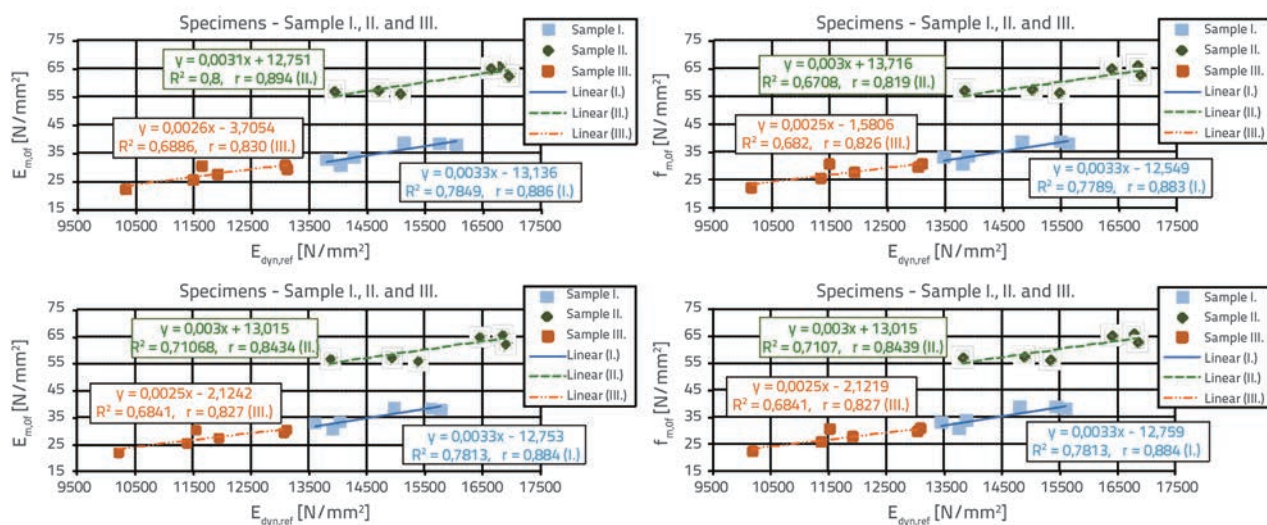 Specimens - Sample I., II. and III.
75
65
55
45
35
25
15
E_m,0f [N/mm²]
y = 0,0031x + 12,751
R² = 0,8, r = 0,894 (II.)
y = 0,0026x - 3,7054
R² = 0,6886, r = 0,830 (III.)
y = 0,0033x - 13,136
R² = 0,7849, r = 0,886 (I.)
Sample I.
Sample II.
Sample III.
Linear (I.)
Linear (II.)
Linear (III.)
9500 10500 11500 12500 13500 14500 15500 16500 17500
E_dyn,ref [N/mm²]
Specimens - Sample I., II. and III.
75
65
55
45
35
25
15
f_m,0f [N/mm²]
y = 0,003x + 13,716
R² = 0,6708, r = 0,819 (II.)
y = 0,0025x - 1,5806
R² = 0,682, r = 0,826 (III.)
y = 0,0033x - 12,549
R² = 0,7789, r = 0,883 (I.)
Sample I.
Sample II.
Sample III.
Linear (I.)
Linear (II.)
Linear (III.)
9500 10500 11500 12500 13500 14500 15500 16500 17500
E_dyn,ref [N/mm²]
Specimens - Sample I., II. and III.
75
65
55
45
35
25
15
E_m,0f [N/mm²]
y = 0,003x + 13,015
R² = 0,71068, r = 0,8434 (II.)
y = 0,0025x - 2,1242
R² = 0,6841, r = 0,827 (III.)
y = 0,0033x - 12,753
R² = 0,7813, r = 0,884 (I.)
Sample I.
Sample II.
Sample III.
Linear (I.)
Linear (II.)
Linear (III.)
9500 10500 11500 12500 13500 14500 15500 16500 17500
E_dyn,ref [N/mm²]
Specimens - Sample I., II. and III.
75
65
55
45
35
25
15
f_m,0f [N/mm²]
y = 0,003x + 13,015
R² = 0,7107, r = 0,8439 (II.)
y = 0,0025x - 2,1219
R² = 0,6841, r = 0,827 (III.)
y = 0,0033x - 12,759
R² = 0,7813, r = 0,884 (I.)
Sample I.
Sample II.
Sample III.
Linear (I.)
Linear (II.)
Linear (III.)
9500 10500 11500 12500 13500 14500 15500 16500 17500
E_dyn,ref [N/mm²]